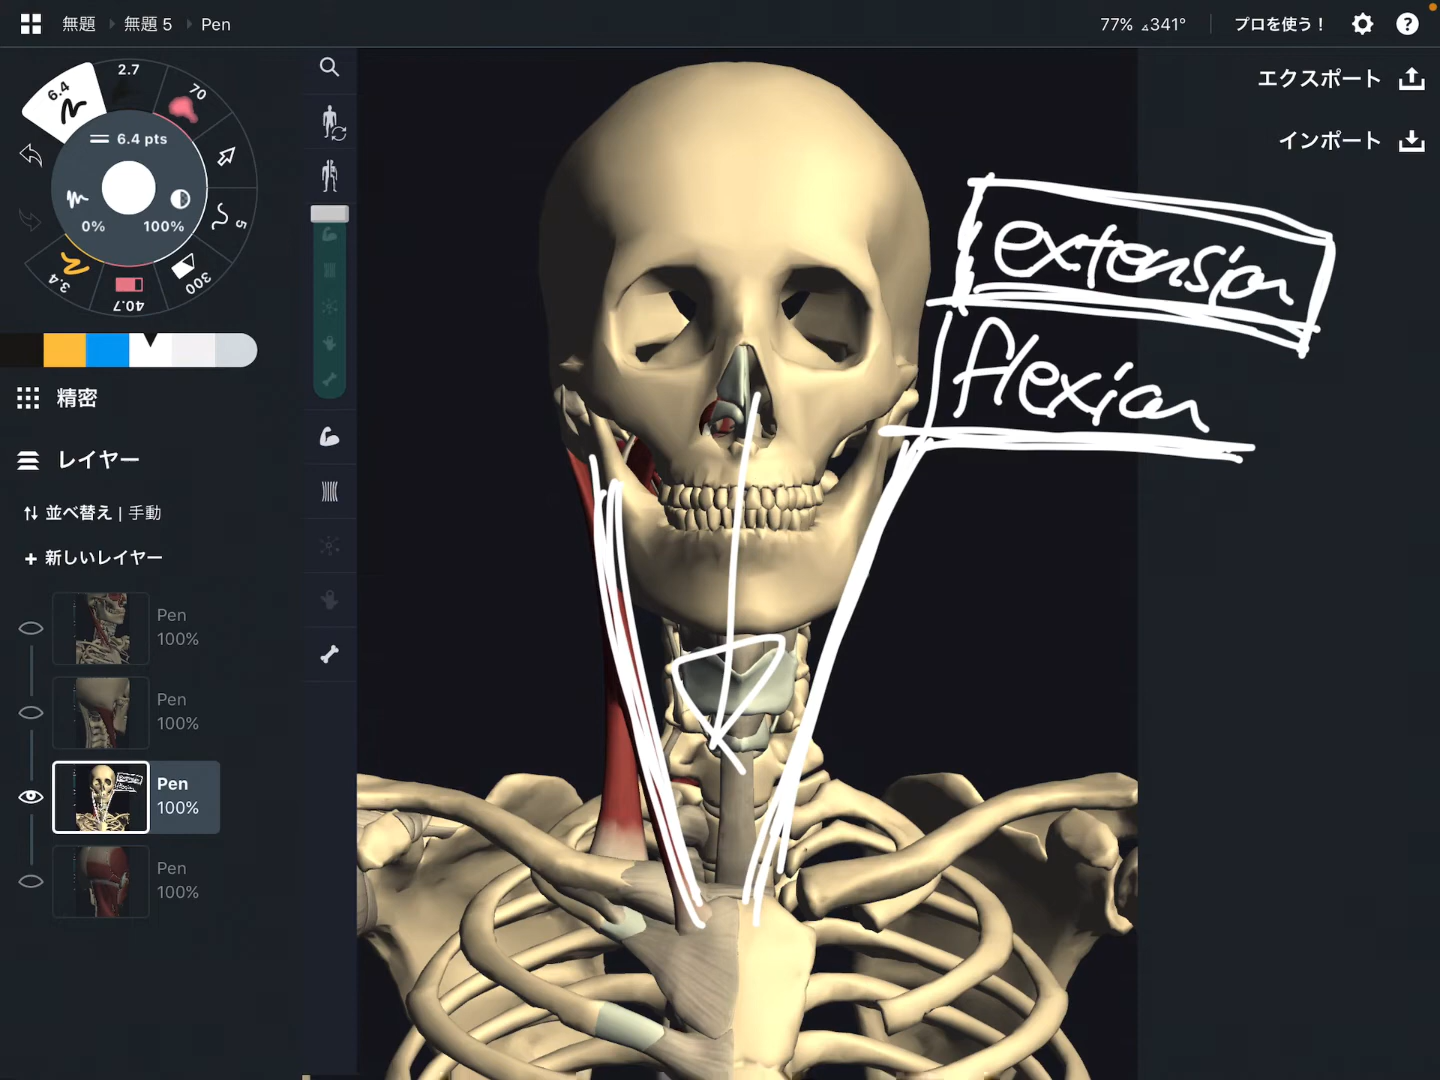 無題 無題 5 Pen 77% 341° プロを使う！
エクスポート
インポート
6.4
2.7
70
6.4 pts
0% 100%
5
300
40.7
3.4
extension
flexion
精密
レイヤー
並べ替え | 手動
+ 新しいレイヤー
Pen
100%
Pen
100%
Pen
100%
Pen
100%